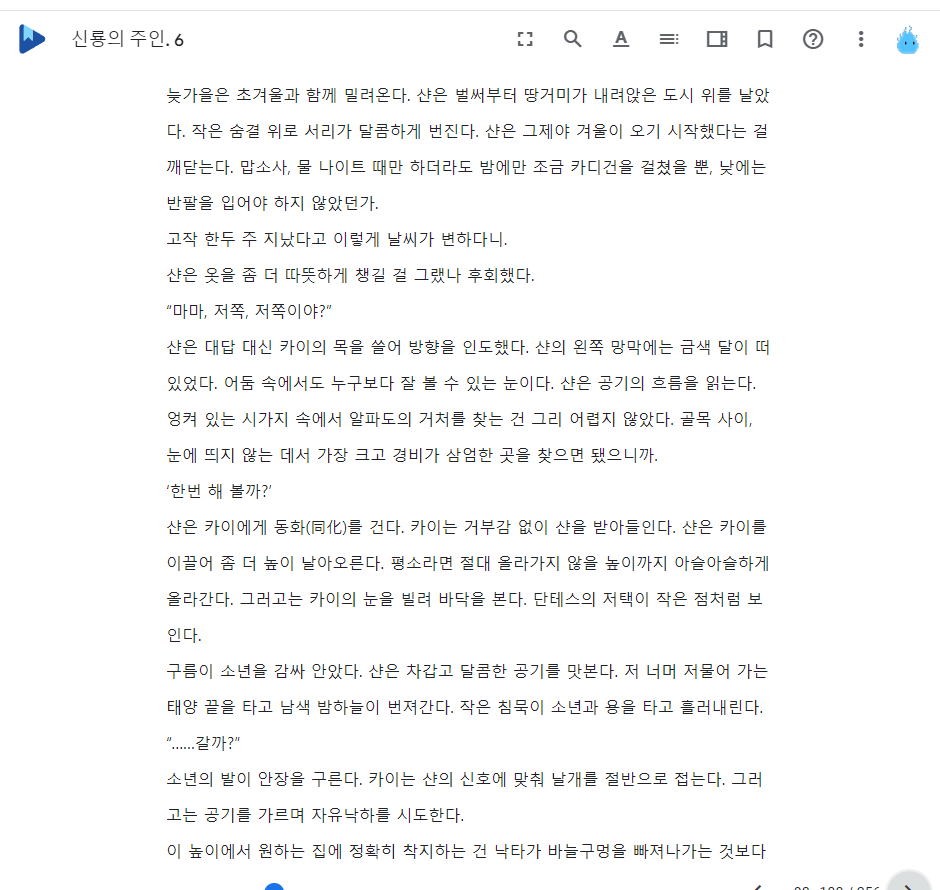 신룡의 주인. 6
늦가을은 초겨울과 함께 밀려온다. 샨은 벌써부터 땅거미가 내려앉은 도시 위를 날았
다. 작은 숨결 위로 서리가 달콤하게 번진다. 샨은 그제야 겨울이 오기 시작했다는 걸
깨닫는다. 맙소사, 물 나이트 때만 하더라도 밤에만 조금 카디건을 걸쳤을 뿐, 낮에는
반팔을 입어야 하지 않았던가.
고작 한두 주 지났다고 이렇게 날씨가 변하다니.
샨은 옷을 좀 더 따뜻하게 챙길 걸 그랬나 후회했다.
“마마, 저쪽, 저쪽이야?”
샨은 대답 대신 카이의 목을 쓸어 방향을 인도했다. 샨의 왼쪽 망막에는 금색 달이 떠
있었다. 어둠 속에서도 누구보다 잘 볼 수 있는 눈이다. 샨은 공기의 흐름을 읽는다.
엉켜 있는 시가지 속에서 알파도의 거처를 찾는 건 그리 어렵지 않았다. 골목 사이,
눈에 띄지 않는 데서 가장 크고 경비가 삼엄한 곳을 찾으면 됐으니까.
‘한번 해 볼까?’
샨은 카이에게 동화(同化)를 건다. 카이는 거부감 없이 샨을 받아들인다. 샨은 카이를
이끌어 좀 더 높이 날아오른다. 평소라면 절대 올라가지 않을 높이까지 아슬아슬하게
올라간다. 그러고는 카이의 눈을 빌려 바닥을 본다. 단테스의 저택이 작은 점처럼 보
인다.
구름이 소년을 감싸 안았다. 샨은 차갑고 달콤한 공기를 맛본다. 저 너머 저물어 가는
태양 끝을 타고 남색 밤하늘이 번져간다. 작은 침묵이 소년과 용을 타고 흘러내린다.
“……갈까?”
소년의 발이 안장을 구른다. 카이는 샨의 신호에 맞춰 날개를 절반으로 접는다. 그러
고는 공기를 가르며 자유낙하를 시도한다.
이 높이에서 원하는 집에 정확히 착지하는 건 낙타가 바늘구멍을 빠져나가는 것보다